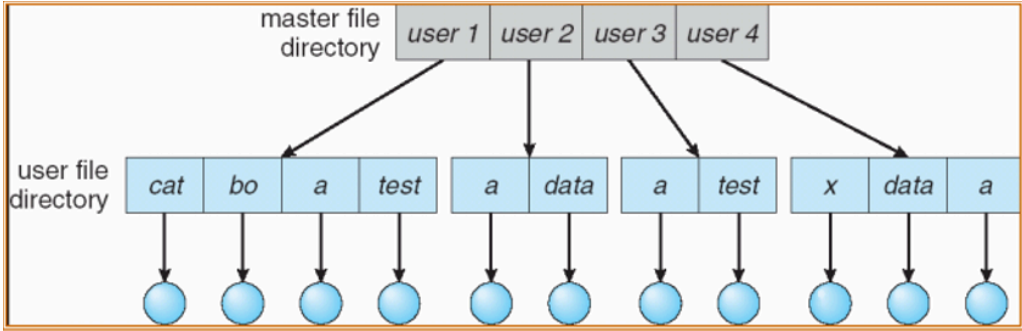 master file
directory
user 1 user 2 user 3 user 4
user file
directory
cat bo a test a data a test x data a